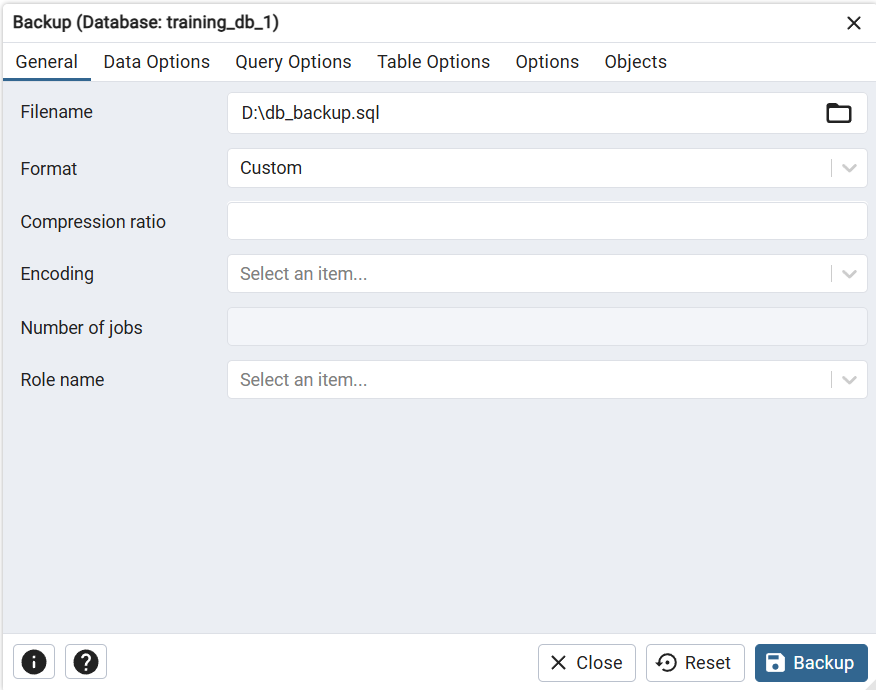 Backup (Database: training_db_1)
General Data Options Query Options Table Options Options Objects
Filename D:\db_backup.sql
Format Custom
Compression ratio
Encoding Select an item...
Number of jobs
Role name Select an item...
Close Reset Backup